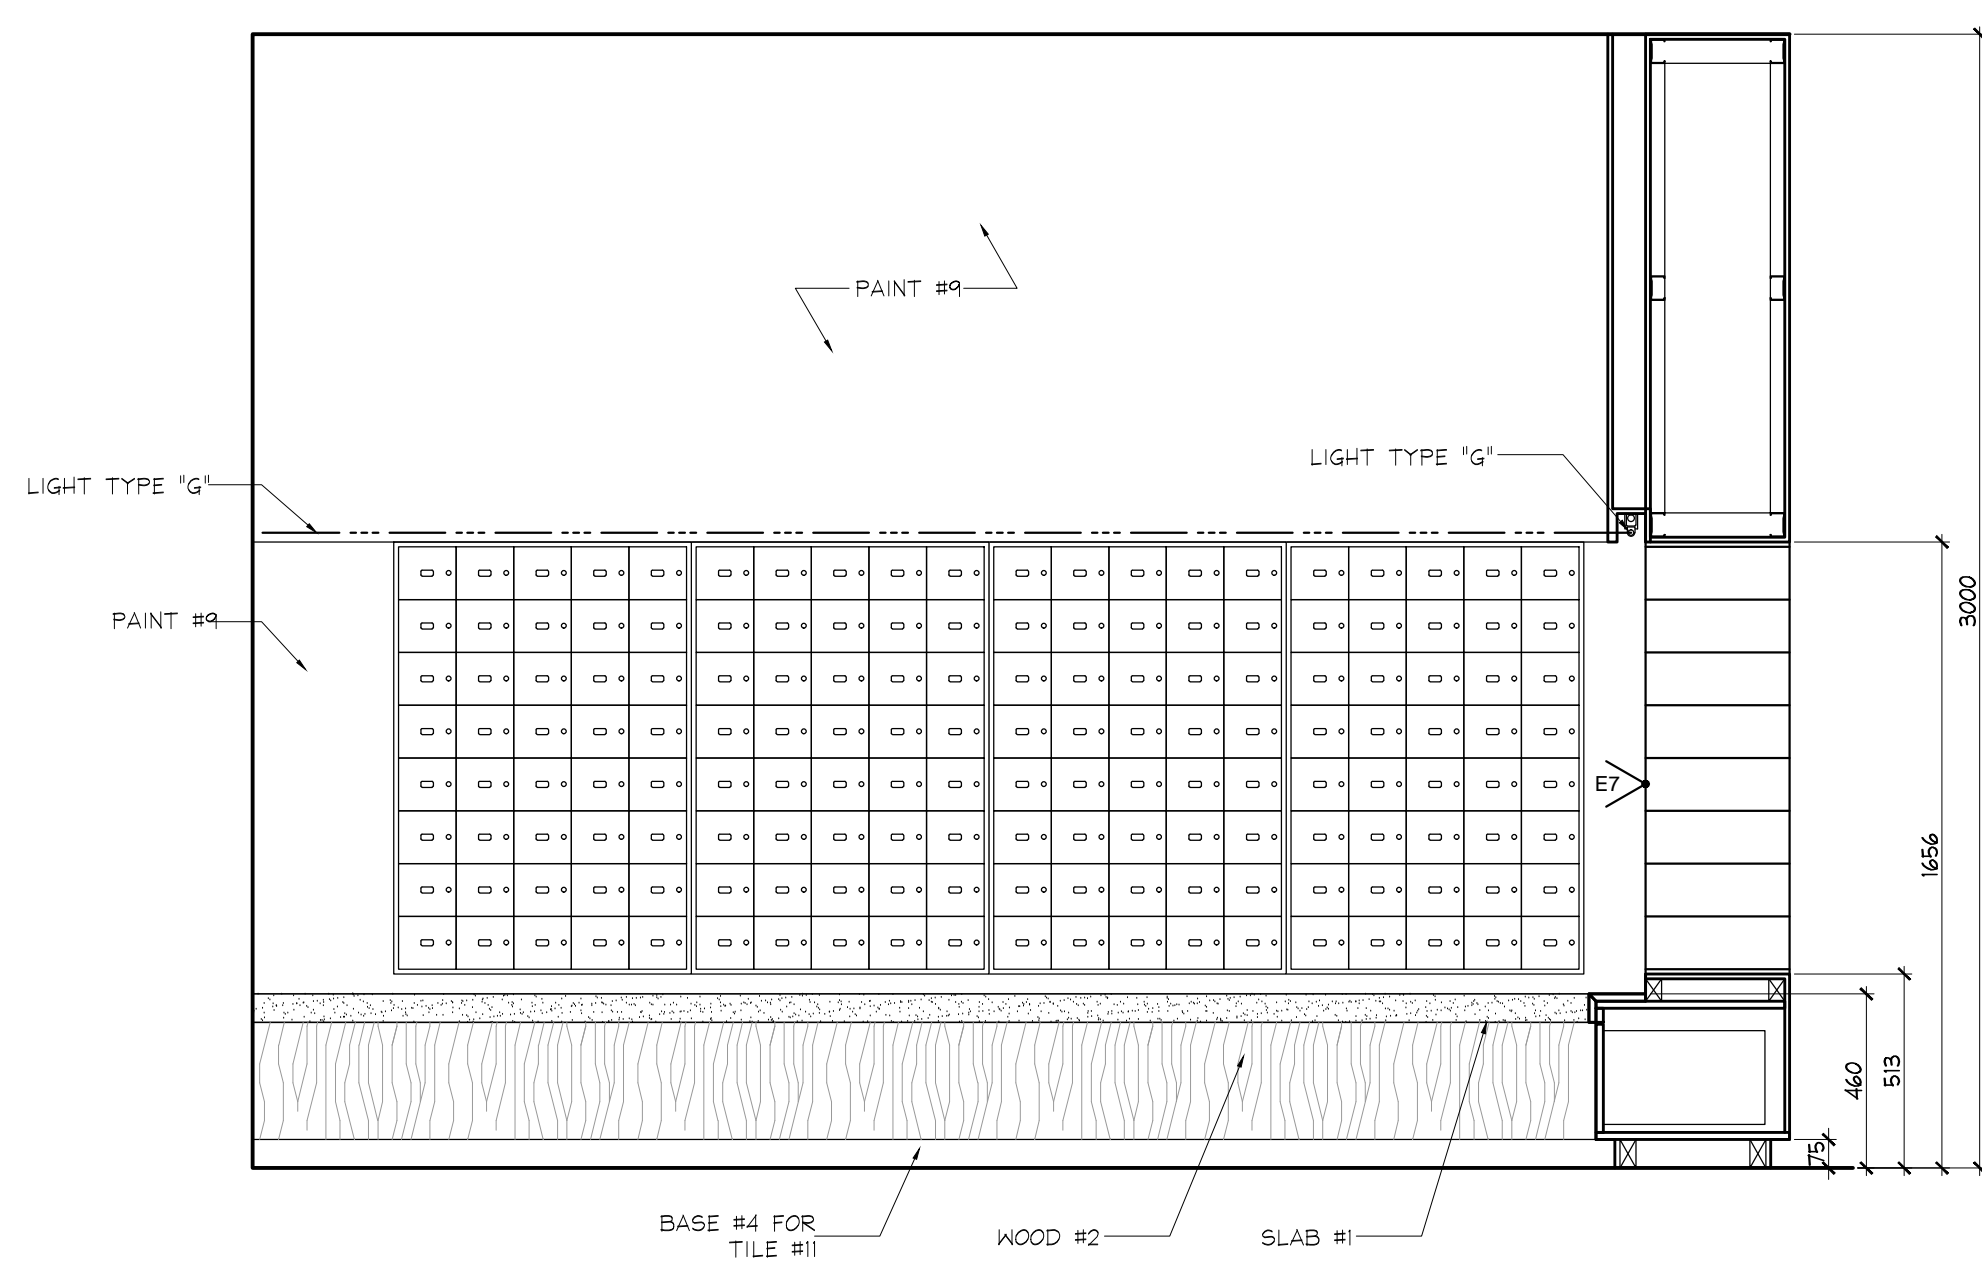 PAINT #9
LIGHT TYPE "G"
LIGHT TYPE "G"
PAINT #9
3000
E7
1656
460
513
75
BASE #4 FOR
TILE #11
WOOD #2
SLAB #1